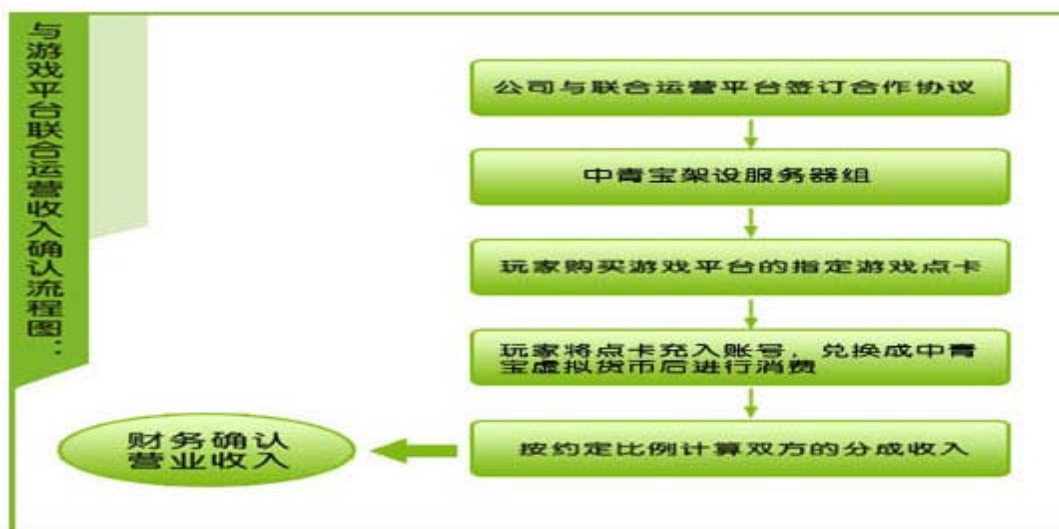 与游戏平台联合运营收入确认流程图：
公司与联合运营平台签订合作协议
中青宝架设服务器组
玩家购买游戏平台的指定游戏点卡
玩家将点卡充入账号，兑换成中青
宝虚拟货币后进行消费
按约定比例计算双方的分成收入
财务确认
营业收入